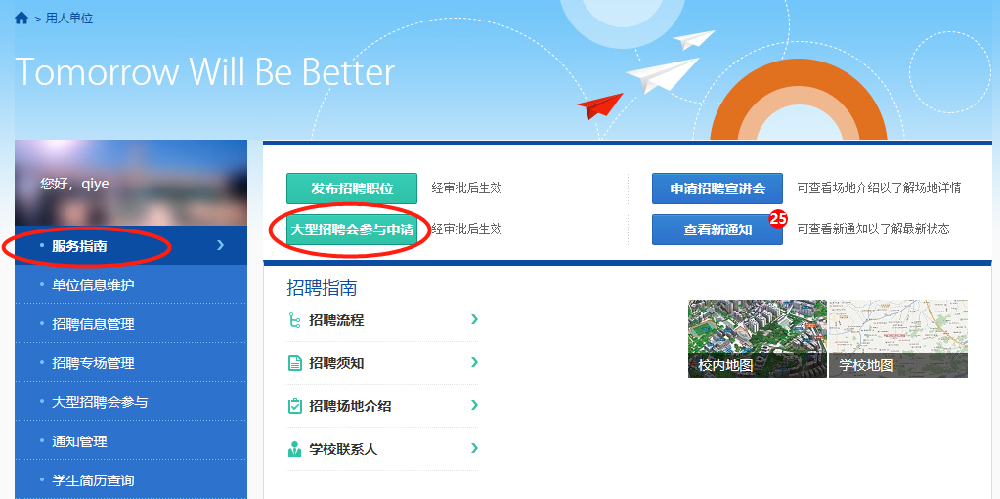 > 用人单位
Tomorrow Will Be Better
您好，qiye
服务指南
单位信息维护
招聘信息管理
招聘专场管理
大型招聘会参与
通知管理
学生简历查询
发布招聘职位 经审批后生效
申请招聘宣讲会 可查看场地介绍以了解场地详情
大型招聘会参与申请 经审批后生效
查看新通知 25 可查看新通知以了解最新状态
招聘指南
招聘流程
招聘须知
招聘场地介绍
学校联系人
校内地图
学校地图